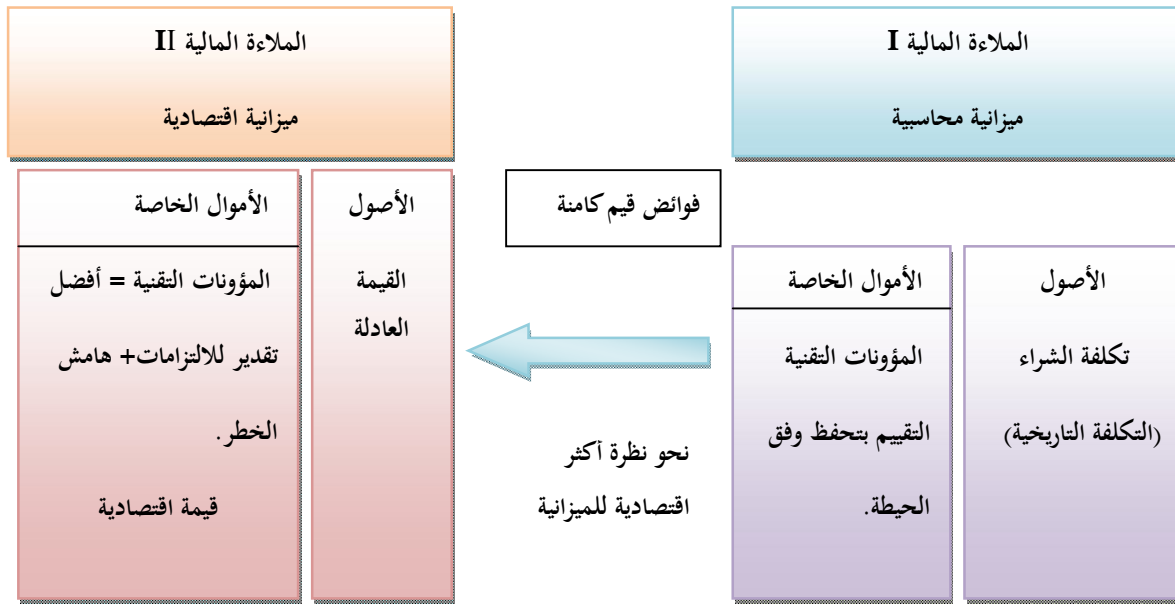 الملاءة المالية I
ميزانية محاسبية
الملاءة المالية II
ميزانية اقتصادية
الأصول
تكلفة الشراء
(التكلفة التاريخية)
الأموال الخاصة
المؤونات التقنية
التقييم بتحفظ وفق
الحيطة.
فوائض قيم كامنة
نحو نظرة أكثر
اقتصادية للميزانية
الأصول
القيمة
العادلة
الأموال الخاصة
المؤونات التقنية = أفضل
تقدير للالتزامات+ هامش
الخطر.
قيمة اقتصادية